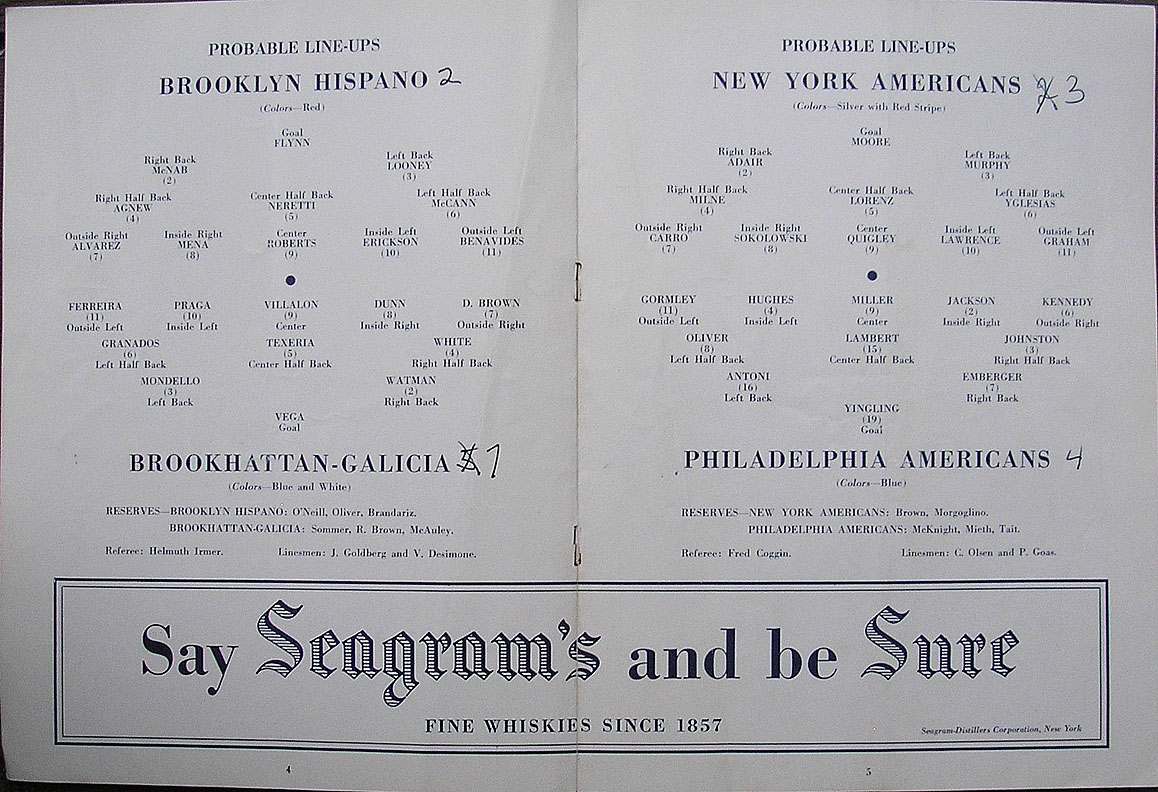 PROBABLE LINE-UPS
BROOKLYN HISPANO 2
(Colors—Red)
Goal
FLYNN
Right Back Left Back
McNAB LOONEY
(2) (3)
Right Half Back Center Half Back Left Half Back
AGNEW NERETTI McCANN
(4) (5) (6)
Outside Right Inside Right Center Inside Left Outside Left
ALVAREZ MENA ROBERTS ERICKSON BENAVIDES
(7) (8) (9) (10) (11)
FERREIRA PRAGA VILLALON DUNN D. BROWN
(11) (10) (9) (8) (7)
Outside Left Inside Left Center Inside Right Outside Right
GRANADOS TEXERIA WHITE
(6) (5) (4)
Left Half Back Center Half Back Right Half Back
MONDELLO WATMAN
(3) (2)
Left Back Right Back
VEGA
Goal
BROOKHATTAN-GALICIA 1
(Colors—Blue and White)
RESERVES—BROOKLYN HISPANO: O'Neill, Oliver, Brandariz.
BROOKHATTAN-GALICIA: Sommer, R. Brown, McAuley.
Referee: Helmuth Irmer. Linesmen: J. Goldberg and V. Desimone.
PROBABLE LINE-UPS
NEW YORK AMERICANS 3
(Colors—Silver with Red Stripe)
Goal
MOORE
Right Back Left Back
ADAIR MURPHY
(2) (3)
Right Half Back Center Half Back Left Half Back
MILNE LORENZ YGLESIAS
(4) (5) (6)
Outside Right Inside Right Center Inside Left Outside Left
CARRO SOKOLOWSKI QUIGLEY LAWRENCE GRAHAM
(7) (8) (9) (10) (11)
GORMLEY HUGHES MILLER JACKSON KENNEDY
(11) (4) (9) (2) (6)
Outside Left Inside Left Center Inside Right Outside Right
OLIVER LAMBERT JOHNSTON
(8) (15) (3)
Left Half Back Center Half Back Right Half Back
ANTONI EMBERGER
(16) (7)
Left Back Right Back
YINGLING
(19)
Goal
PHILADELPHIA AMERICANS 4
(Colors—Blue)
RESERVES—NEW YORK AMERICANS: Brown, Morgoglino.
PHILADELPHIA AMERICANS: McKnight, Mieth, Tait.
Referee: Fred Coggin. Linesmen: C. Olsen and P. Goas.
Say Seagram's and be Sure
FINE WHISKIES SINCE 1857
Seagram-Distillers Corporation, New York
4
5